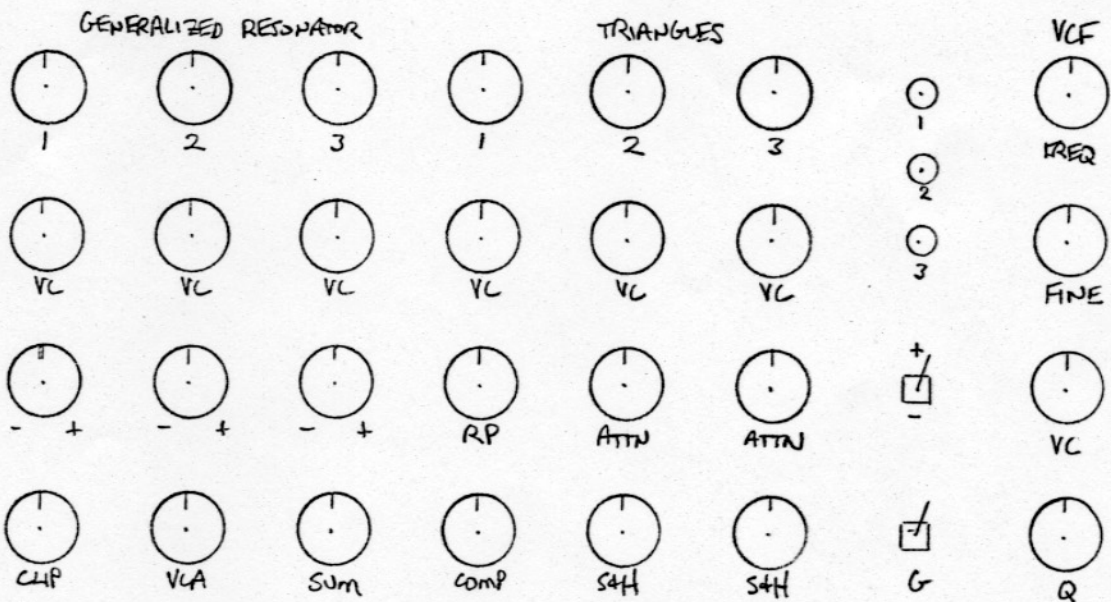 GENERALIZED RESONATOR TRIANGLES VCF
1 2 3 1 2 3 1 FREQ
2
VC VC VC VC VC VC 3 FINE
+
- + - + - + RP ATTN ATTN - VC
CLIP VCA SUM COMP S&H S&H G Q